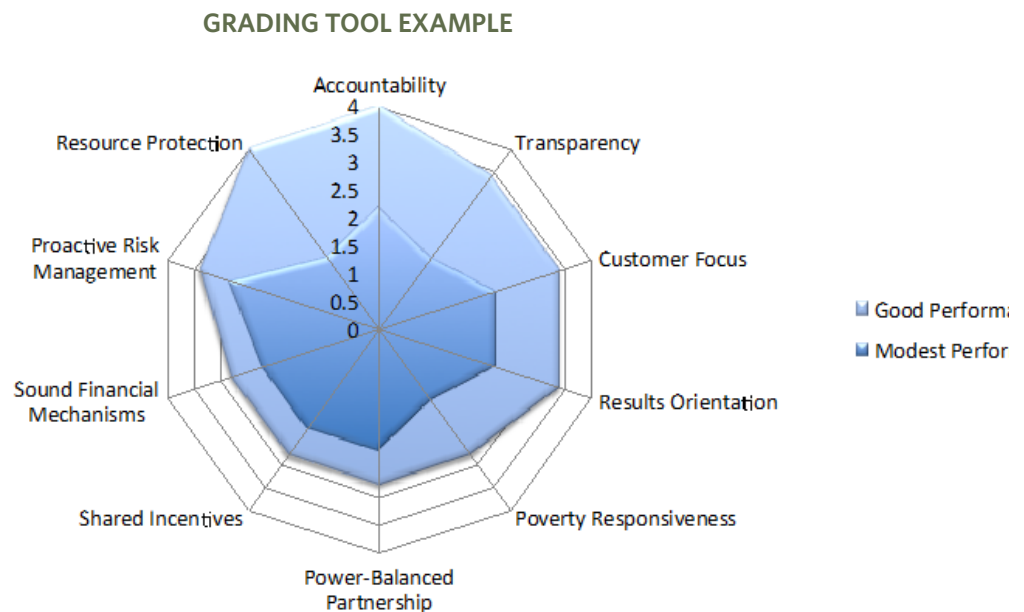 GRADING TOOL EXAMPLE
Accountability
4
3.5
3
2.5
2
1.5
1
0.5
0
Transparency
Customer Focus
Results Orientation
Poverty Responsiveness
Power-Balanced
Partnership
Shared Incentives
Sound Financial
Mechanisms
Proactive Risk
Management
Resource Protection
Good Performa
Modest Perfor